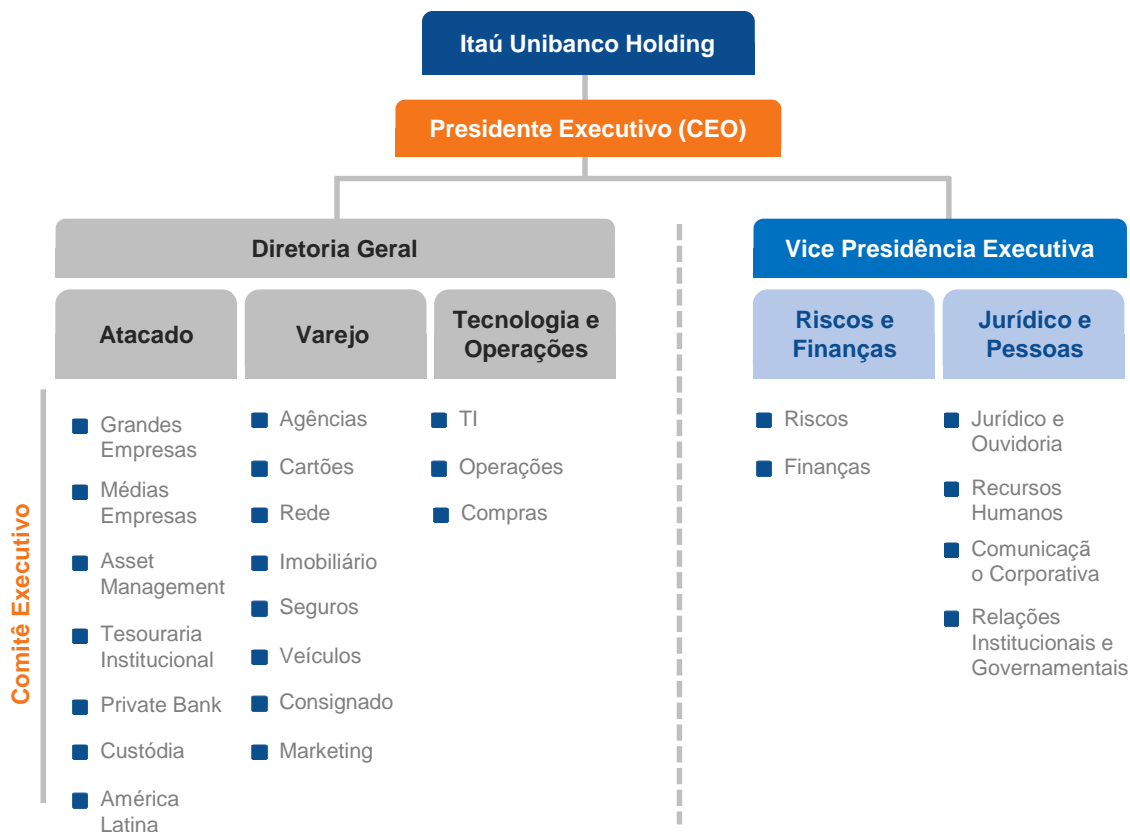 Itaú Unibanco Holding
Presidente Executivo (CEO)
Diretoria Geral
Vice Presidência Executiva
Atacado
Varejo
Tecnologia e
Operações
Riscos e
Finanças
Jurídico e
Pessoas
Comitê Executivo
Grandes
Empresas
Médias
Empresas
Asset
Management
Tesouraria
Institucional
Private Bank
Custódia
América
Latina
Agências
Cartões
Rede
Imobiliário
Seguros
Veículos
Consignado
Marketing
TI
Operações
Compras
Riscos
Finanças
Jurídico e
Ouvidoria
Recursos
Humanos
Comunicaçã
o Corporativa
Relações
Institucionais e
Governamentais